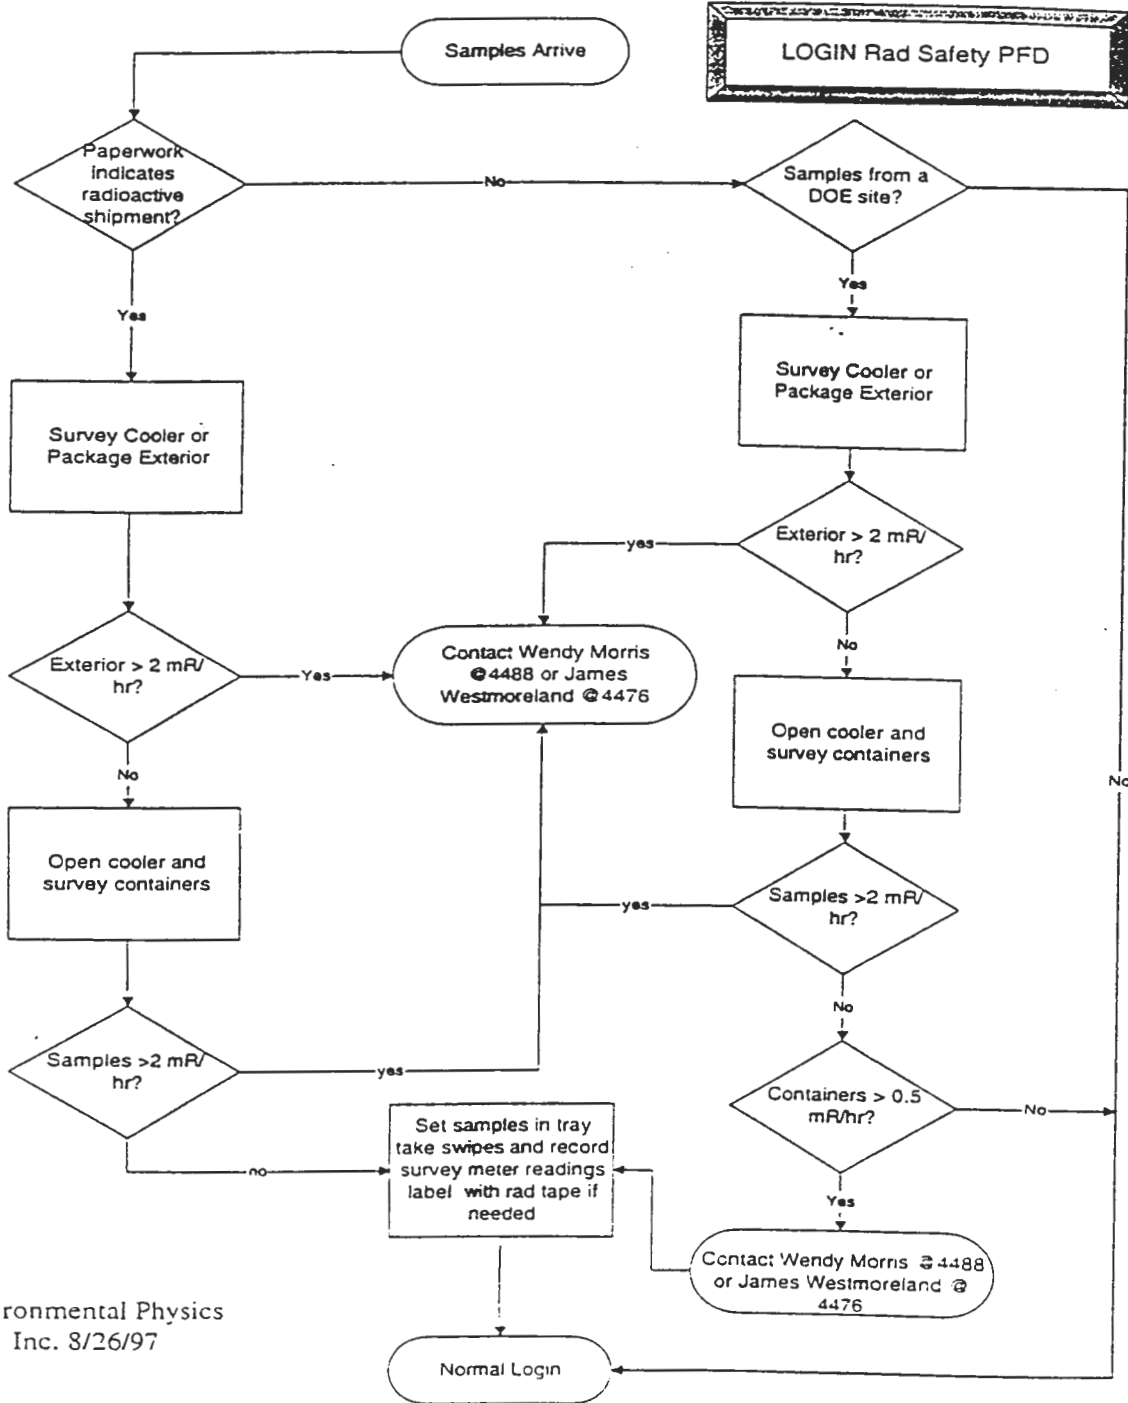 Samples Arrive
LOGIN Rad Safety PFD
Paperwork
indicates
radioactive
shipment?
No
Samples from a
DOE site?
Yes
Yes
Survey Cooler or
Package Exterior
Survey Cooler or
Package Exterior
Exterior > 2 mR/
hr?
yes
No
Exterior > 2 mR/
hr?
Yes
Contact Wendy Morris
@4488 or James
Westmoreland @4476
No
Open cooler and
survey containers
No
Open cooler and
survey containers
Samples >2 mR/
hr?
yes
No
Samples >2 mR/
hr?
yes
Containers > 0.5
mR/hr?
No
Set samples in tray
take swipes and record
survey meter readings
label with rad tape if
needed
no
Yes
Contact Wendy Morris @4488
or James Westmoreland @
4476
ronmental Physics
Inc. 8/26/97
Normal Login